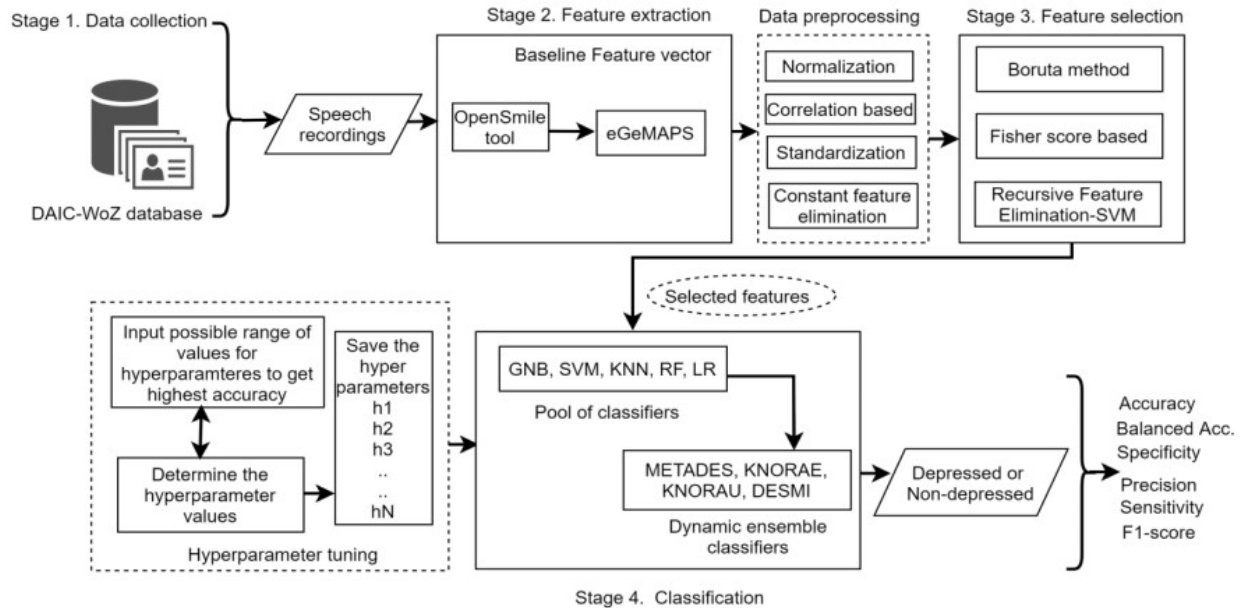 Stage 1. Data collection
DAIC-WoZ database
Speech
recordings
Stage 2. Feature extraction
Baseline Feature vector
OpenSmile
tool
eGeMAPS
Data preprocessing
Normalization
Correlation based
Standardization
Constant feature
elimination
Stage 3. Feature selection
Boruta method
Fisher score based
Recursive Feature
Elimination-SVM
Selected features
Input possible range of
values for
hyperparamteres to get
highest accuracy
Determine the
hyperparameter
values
Save the
hyper
parameters
h1
h2
h3
..
..
hN
Hyperparameter tuning
GNB, SVM, KNN, RF, LR
Pool of classifiers
METADES, KNORAE,
KNORAU, DESMI
Dynamic ensemble
classifiers
Stage 4. Classification
Depressed or
Non-depressed
Accuracy
Balanced Acc.
Specificity
Precision
Sensitivity
F1-score